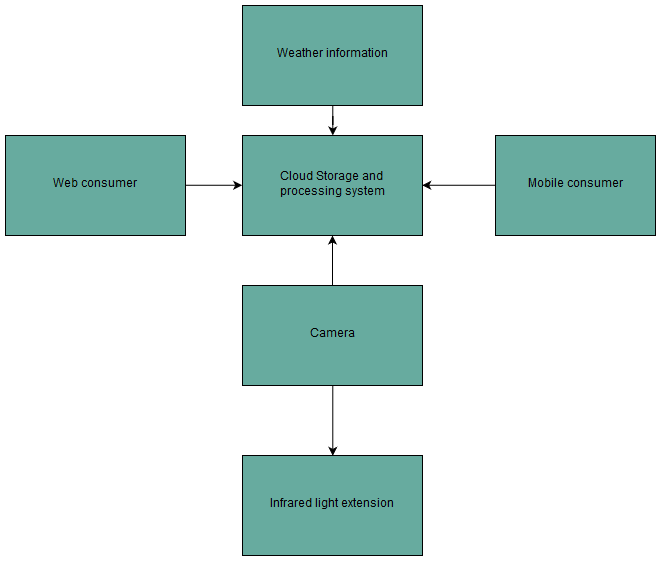 Weather information
Web consumer
Cloud Storage and
processing system
Mobile consumer
Camera
Infrared light extension